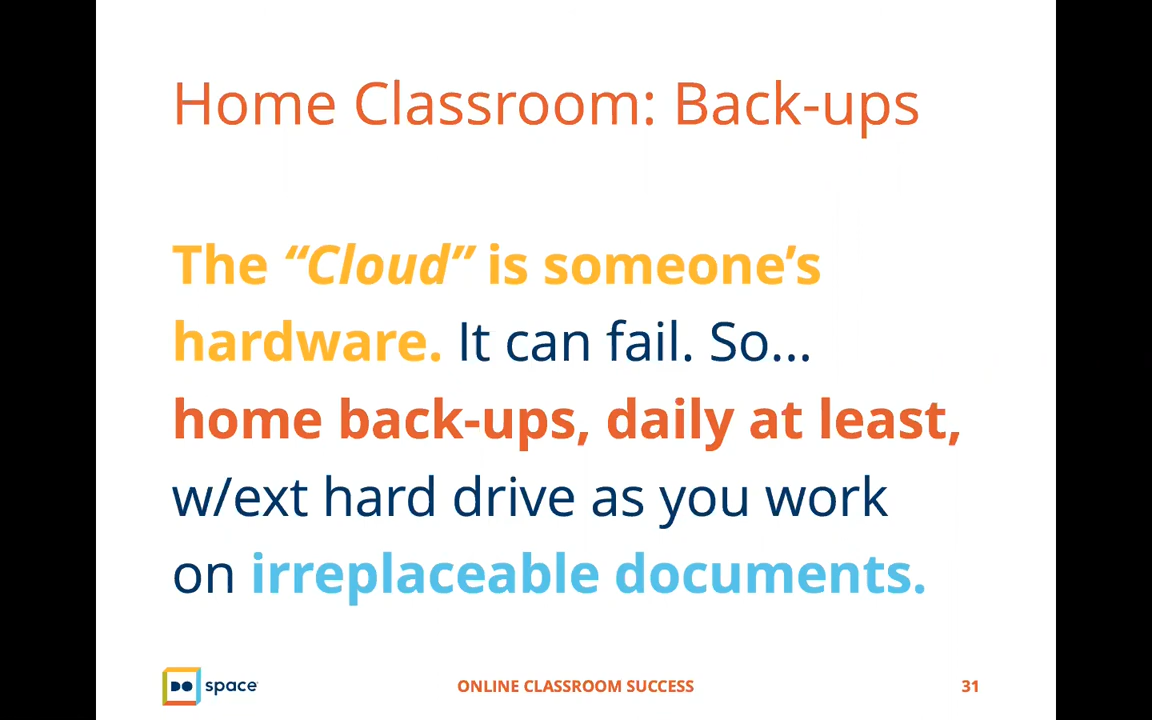 Home Classroom: Back-ups
The “Cloud” is someone’s
hardware. It can fail. So...
home back-ups, daily at least,
w/ext hard drive as you work
on irreplaceable documents.
DO space
ONLINE CLASSROOM SUCCESS
31